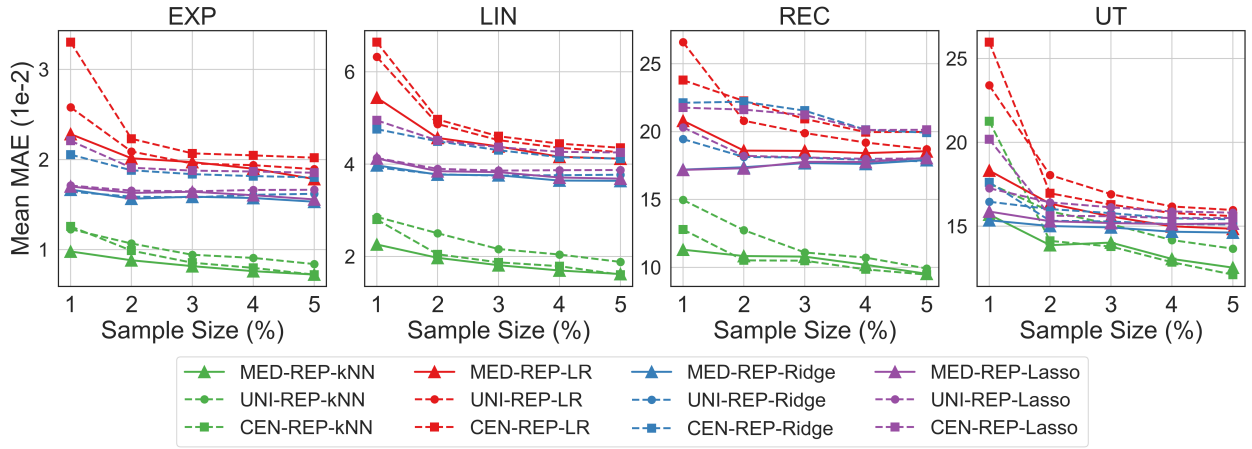 EXP LIN REC UT
Mean MAE (1e-2)
3
2
1
6
4
2
25
20
15
10
25
20
15
1 2 3 4 5 1 2 3 4 5 1 2 3 4 5 1 2 3 4 5
Sample Size (%) Sample Size (%) Sample Size (%) Sample Size (%)
MED-REP-kNN MED-REP-LR MED-REP-Ridge MED-REP-Lasso
UNI-REP-kNN UNI-REP-LR UNI-REP-Ridge UNI-REP-Lasso
CEN-REP-kNN CEN-REP-LR CEN-REP-Ridge CEN-REP-Lasso